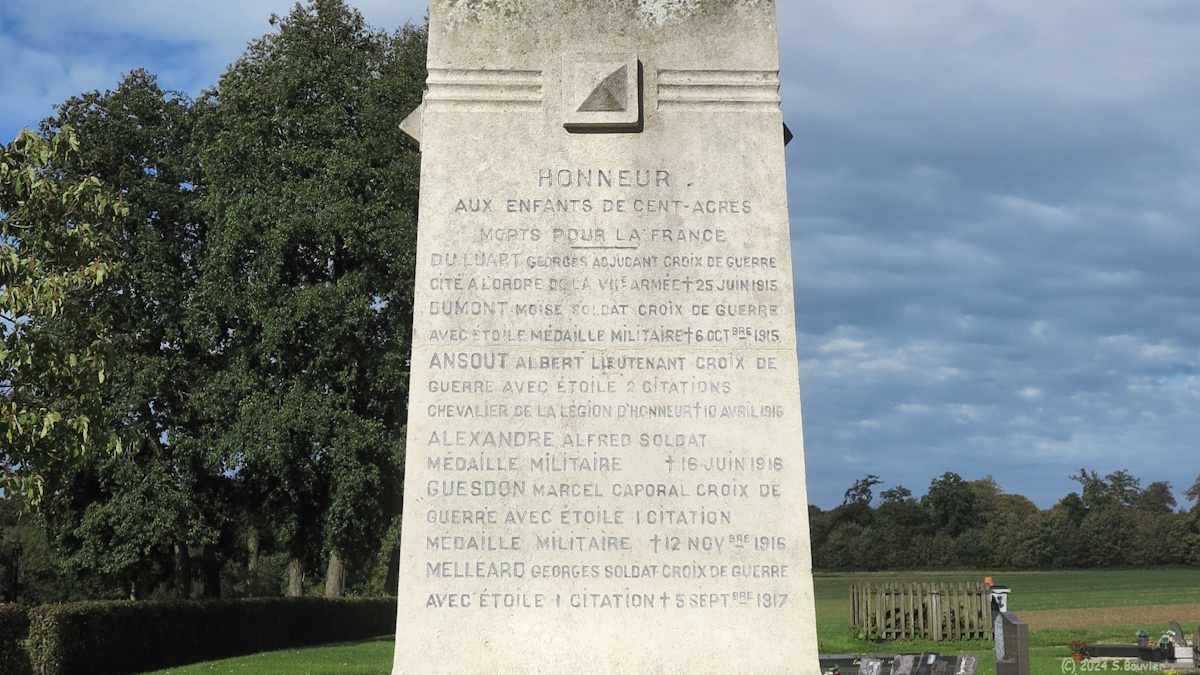 HONNEUR
AUX ENFANTS DE CENT-ACRES
MORTS POUR LA FRANCE
DU LUART GEORGES ADJUDANT CROIX DE GUERRE
CITÉ A L'ORDRE DE LA VIIE ARMÉE † 25 JUIN 1915
DUMONT MOÏSE SOLDAT CROIX DE GUERRE
AVEC ÉTOILE MÉDAILLE MILITAIRE † 6 OCTBRE 1915
ANSOUT ALBERT LIEUTENANT CROIX DE
GUERRE AVEC ÉTOILE 2 CITATIONS
CHEVALIER DE LA LÉGION D'HONNEUR † 10 AVRIL 1916
ALEXANDRE ALFRED SOLDAT
MÉDAILLE MILITAIRE † 16 JUIN 1916
GUESDON MARCEL CAPORAL CROIX DE
GUERRE AVEC ÉTOILE 1 CITATION
MÉDAILLE MILITAIRE † 12 NOVBRE 1916
MELLEARD GEORGES SOLDAT CROIX DE GUERRE
AVEC ÉTOILE 1 CITATION † 5 SEPTBRE 1917
(C) 2024 S.Bouvier